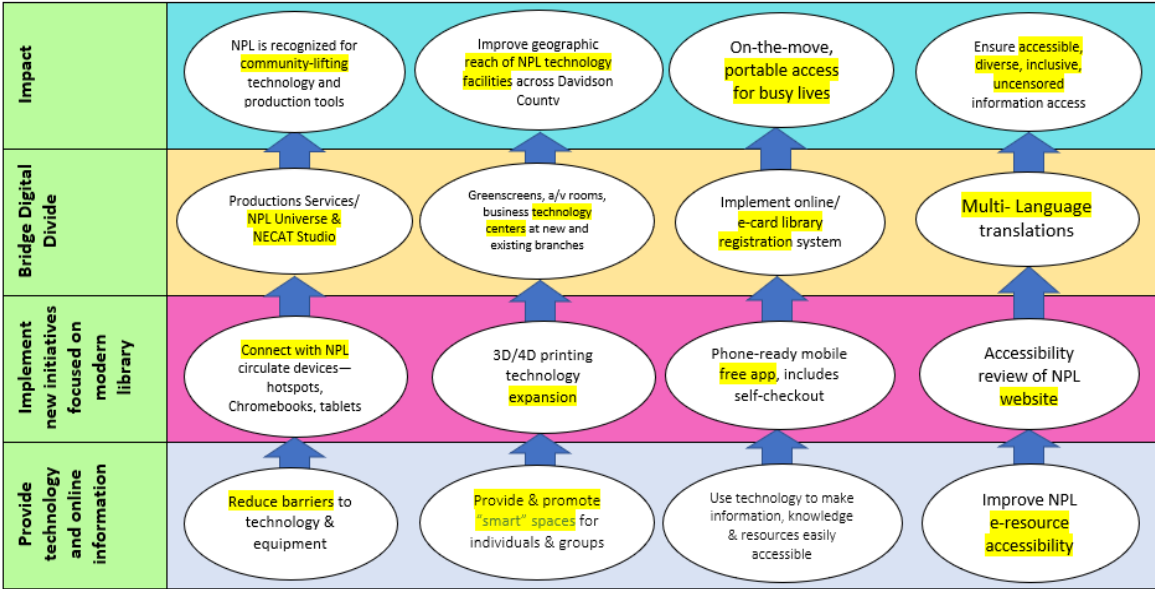 Impact
NPL is recognized for
community-lifting
technology and
production tools
Improve geographic
reach of NPL technology
facilities across Davidson
County
On-the-move,
portable access
for busy lives
Ensure accessible,
diverse, inclusive,
uncensored
information access
Bridge Digital
Divide
Productions Services/
NPL Universe &
NECAT Studio
Greenscreens, a/v rooms,
business technology
centers at new and
existing branches
Implement online/
e-card library
registration system
Multi- Language
translations
Implement
new initiatives
focused on
modern
library
Connect with NPL
circulate devices—
hotspots,
Chromebooks, tablets
3D/4D printing
technology
expansion
Phone-ready mobile
free app, includes
self-checkout
Accessibility
review of NPL
website
Provide
technology
and online
information
Reduce barriers to
technology &
equipment
Provide & promote
“smart” spaces for
individuals & groups
Use technology to make
information, knowledge
& resources easily
accessible
Improve NPL
e-resource
accessibility